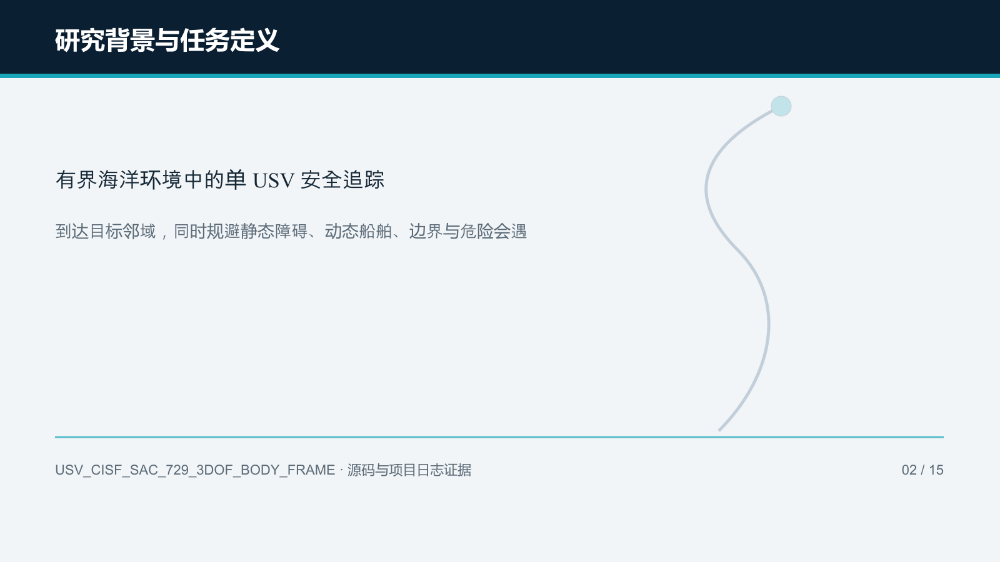 研究背景与任务定义
有界海洋环境中的单 USV 安全追踪
到达目标邻域，同时规避静态障碍、动态船舶、边界与危险会遇
USV_CISF_SAC_729_3DOF_BODY_FRAME · 源码与项目日志证据
02 / 15